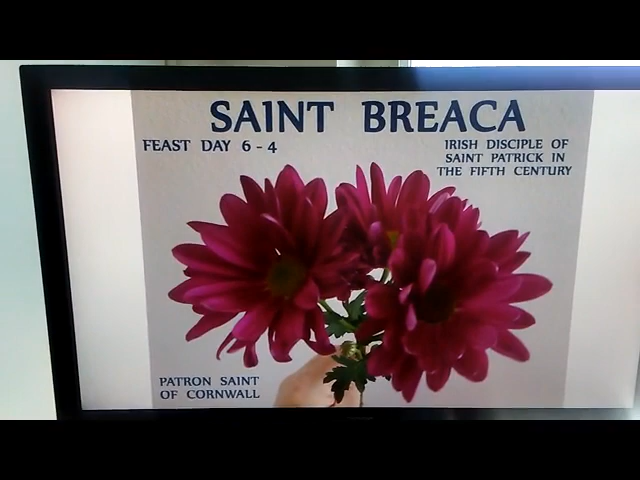 SAINT BREACA
FEAST DAY 6-4
IRISH DISCIPLE OF
SAINT PATRICK IN
THE FIFTH CENTURY
PATRON SAINT
OF CORNWALL